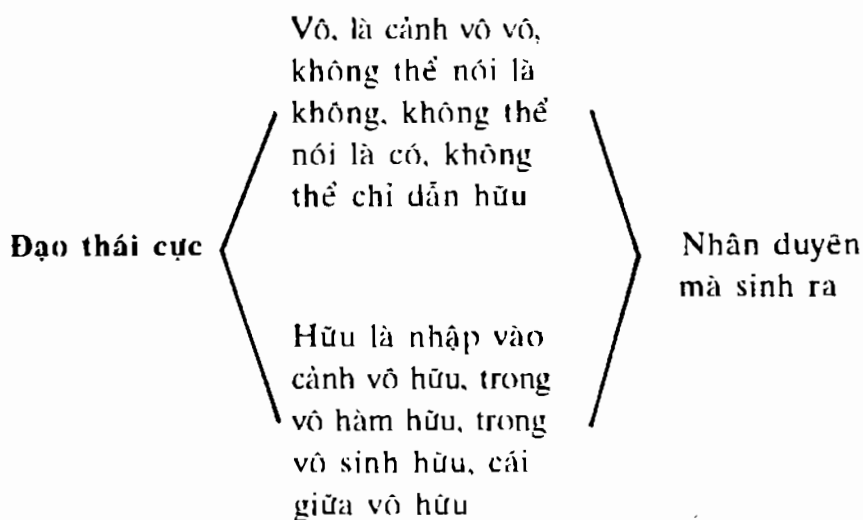 Vô, là cảnh vô vô,
không thể nói là
không, không thể
nói là có, không
thể chỉ dẫn hữu
Đạo thái cực
Nhân duyên
mà sinh ra
Hữu là nhập vào
cảnh vô hữu, trong
vô hàm hữu, trong
vô sinh hữu, cái
giữa vô hữu